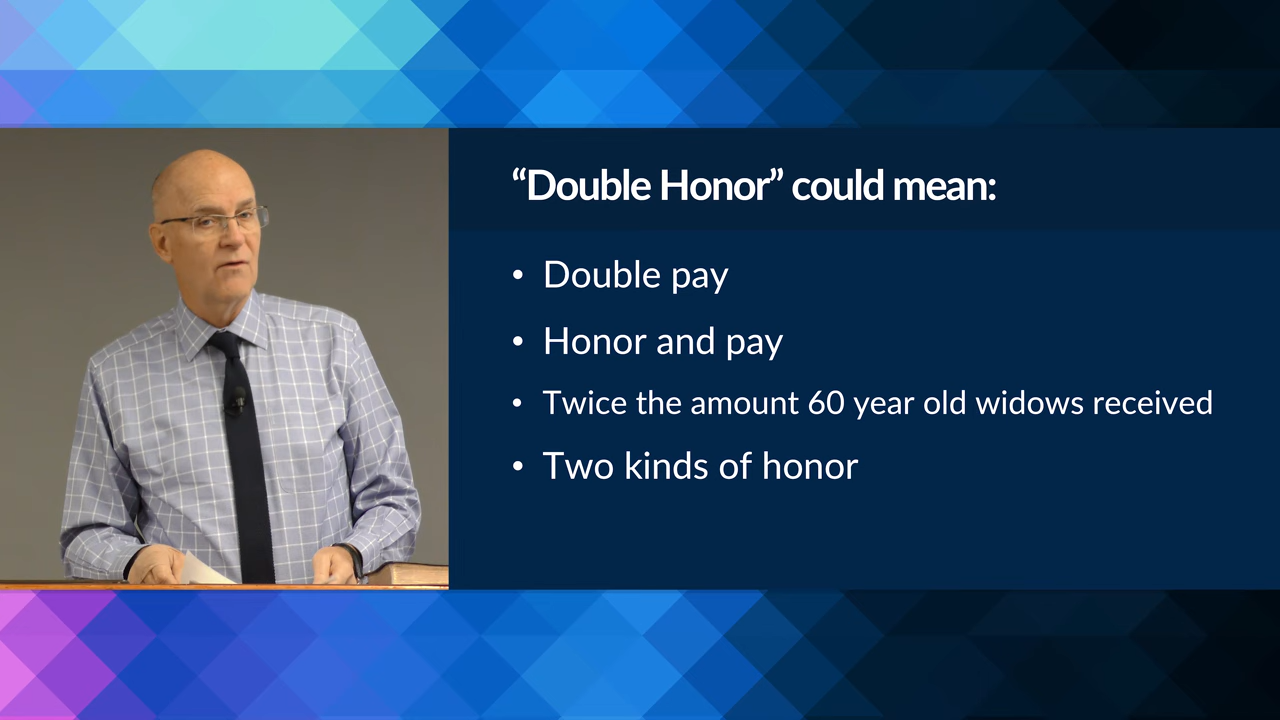 “Double Honor” could mean:
• Double pay
• Honor and pay
• Twice the amount 60 year old widows received
• Two kinds of honor